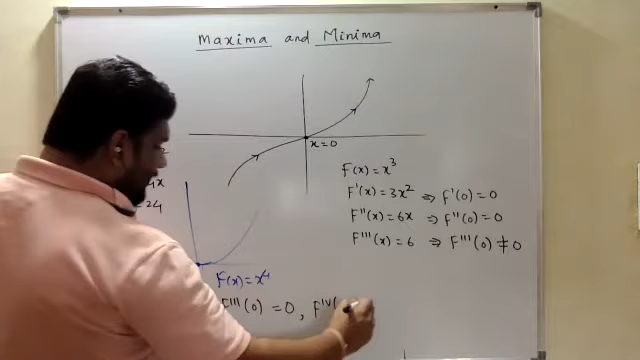 Maxima and Minima
x=0
F(x) = x³
F'(x) = 3x² ⇒ F'(0) = 0
F''(x) = 6x ⇒ F''(0) = 0
F'''(x) = 6 ⇒ F'''(0) ≠ 0
4x
= 24
F(x) = x⁴
F'''(0) = 0, F'ⱽ(